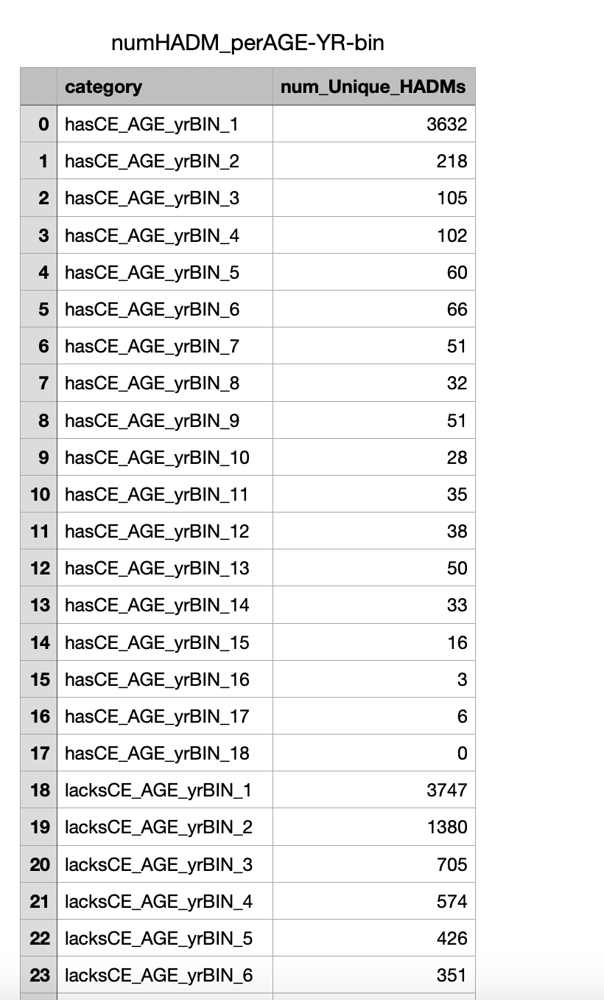 numHADM_perAGE-YR-bin
category num_Unique_HADMs
0 hasCE_AGE_yrBIN_1 3632
1 hasCE_AGE_yrBIN_2 218
2 hasCE_AGE_yrBIN_3 105
3 hasCE_AGE_yrBIN_4 102
4 hasCE_AGE_yrBIN_5 60
5 hasCE_AGE_yrBIN_6 66
6 hasCE_AGE_yrBIN_7 51
7 hasCE_AGE_yrBIN_8 32
8 hasCE_AGE_yrBIN_9 51
9 hasCE_AGE_yrBIN_10 28
10 hasCE_AGE_yrBIN_11 35
11 hasCE_AGE_yrBIN_12 38
12 hasCE_AGE_yrBIN_13 50
13 hasCE_AGE_yrBIN_14 33
14 hasCE_AGE_yrBIN_15 16
15 hasCE_AGE_yrBIN_16 3
16 hasCE_AGE_yrBIN_17 6
17 hasCE_AGE_yrBIN_18 0
18 lacksCE_AGE_yrBIN_1 3747
19 lacksCE_AGE_yrBIN_2 1380
20 lacksCE_AGE_yrBIN_3 705
21 lacksCE_AGE_yrBIN_4 574
22 lacksCE_AGE_yrBIN_5 426
23 lacksCE_AGE_yrBIN_6 351